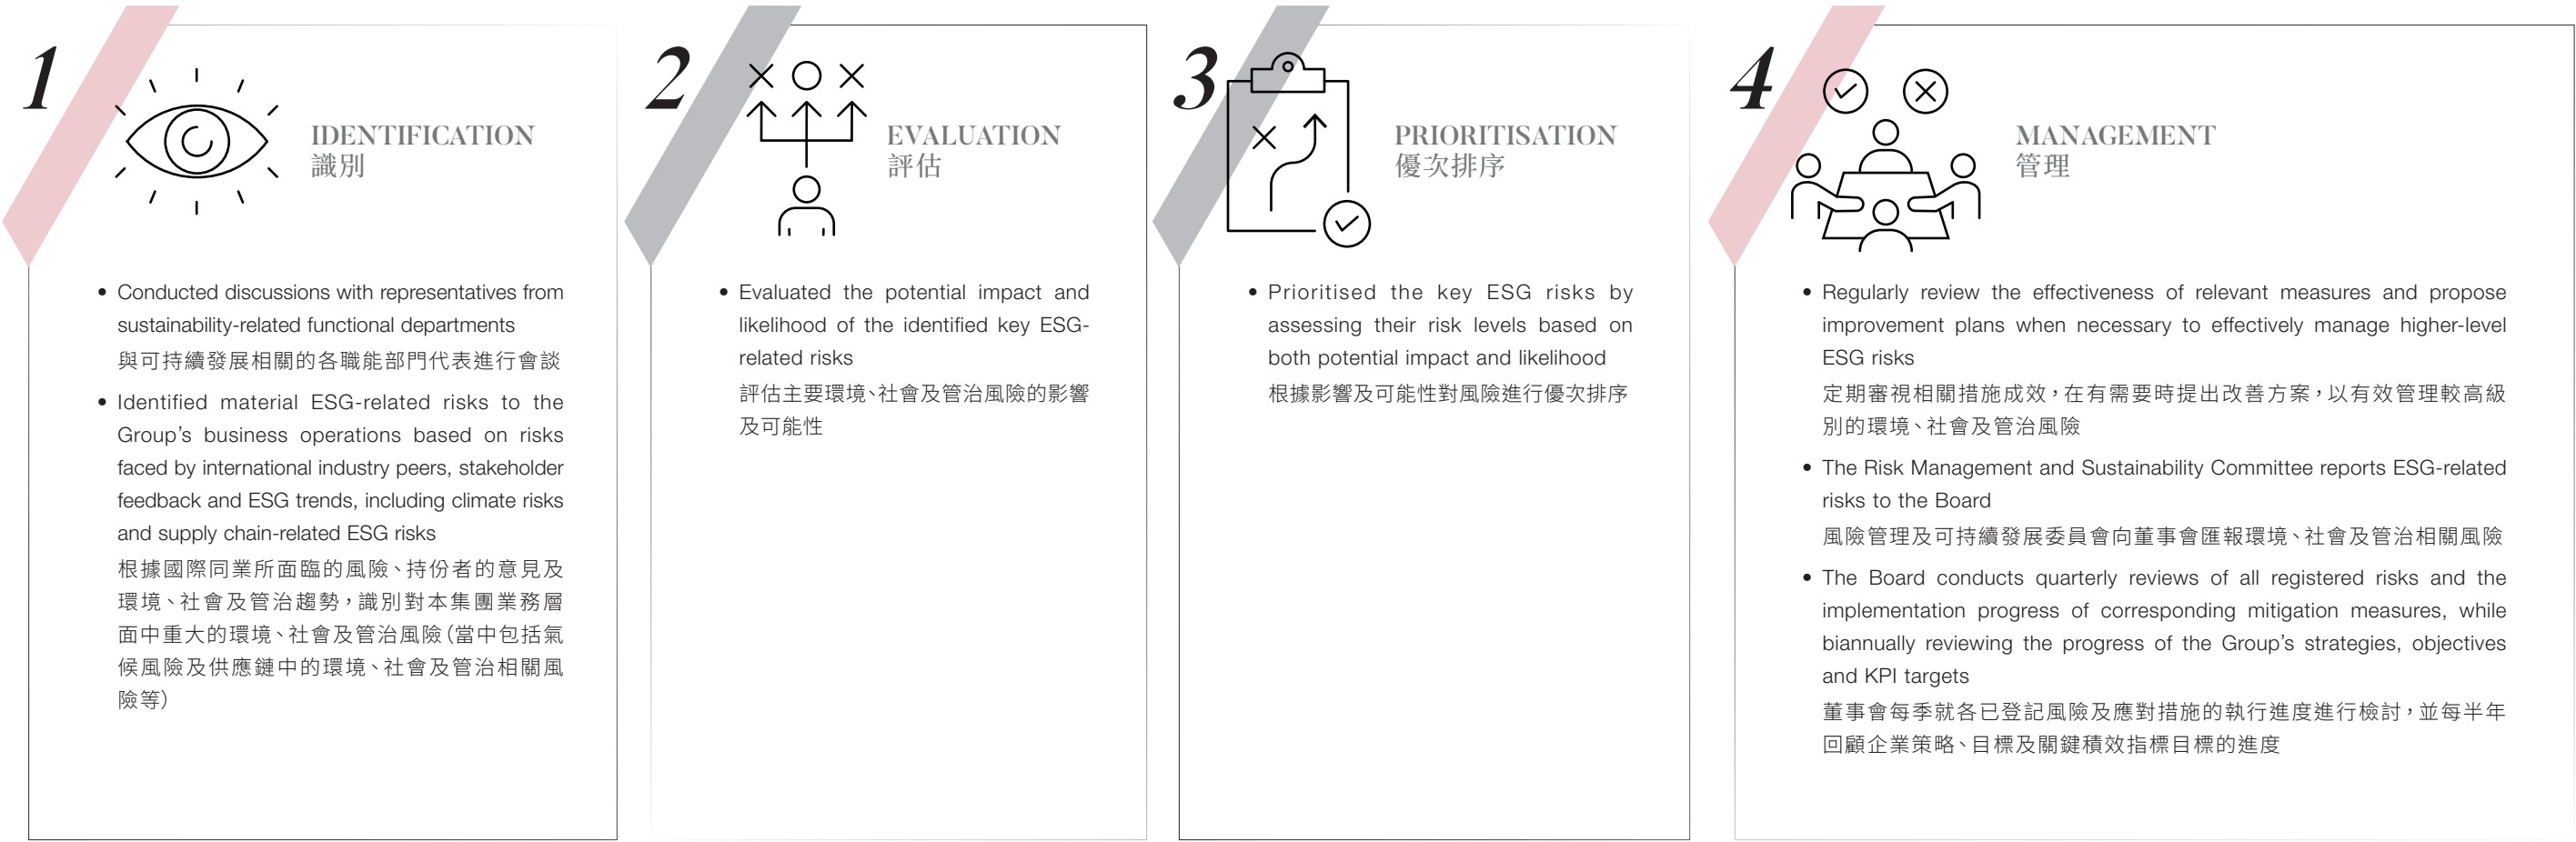 1
IDENTIFICATION
識別
• Conducted discussions with representatives from
sustainability-related functional departments
與可持續發展相關的各職能部門代表進行會談
• Identified material ESG-related risks to the
Group's business operations based on risks
faced by international industry peers, stakeholder
feedback and ESG trends, including climate risks
and supply chain-related ESG risks
根據國際同業所面臨的風險、持份者的意見及
環境、社會及管治趨勢，識別對本集團業務層
面中重大的環境、社會及管治風險（當中包括氣
候風險及供應鏈中的環境、社會及管治相關風
險等）
2
EVALUATION
評估
• Evaluated the potential impact and
likelihood of the identified key ESG-
related risks
評估主要環境、社會及管治風險的影響
及可能性
3
PRIORITISATION
優次排序
• Prioritised the key ESG risks by
assessing their risk levels based on
both potential impact and likelihood
根據影響及可能性對風險進行優次排序
4
MANAGEMENT
管理
• Regularly review the effectiveness of relevant measures and propose
improvement plans when necessary to effectively manage higher-level
ESG risks
定期審視相關措施成效，在有需要時提出改善方案，以有效管理較高級
別的環境、社會及管治風險
• The Risk Management and Sustainability Committee reports ESG-related
risks to the Board
風險管理及可持續發展委員會向董事會匯報環境、社會及管治相關風險
• The Board conducts quarterly reviews of all registered risks and the
implementation progress of corresponding mitigation measures, while
biannually reviewing the progress of the Group's strategies, objectives
and KPI targets
董事會每季就各已登記風險及應對措施的執行進度進行檢討，並每半年
回顧企業策略、目標及關鍵積效指標目標的進度